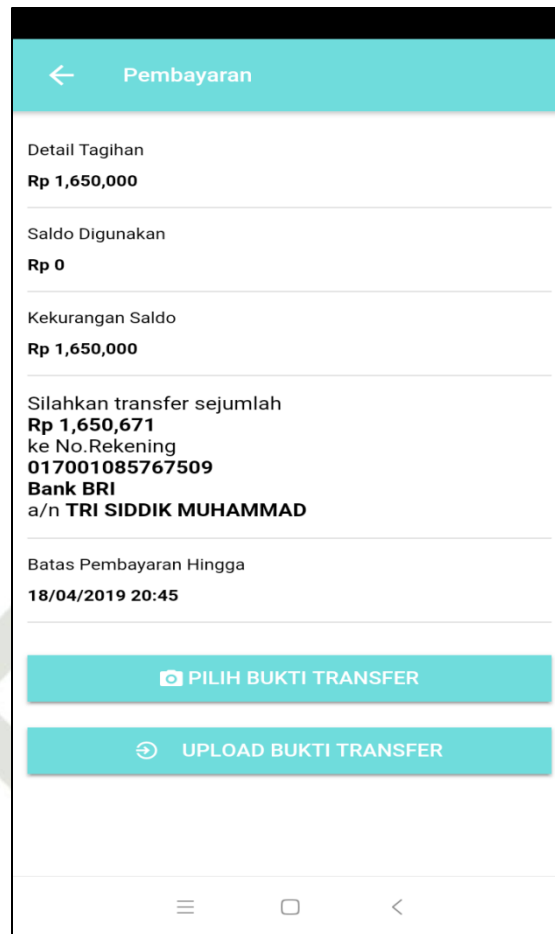 Pembayaran
Detail Tagihan
Rp 1,650,000
Saldo Digunakan
Rp 0
Kekurangan Saldo
Rp 1,650,000
Silahkan transfer sejumlah
Rp 1,650,671
ke No.Rekening
017001085767509
Bank BRI
a/n TRI SIDDIK MUHAMMAD
Batas Pembayaran Hingga
18/04/2019 20:45
PILIH BUKTI TRANSFER
UPLOAD BUKTI TRANSFER